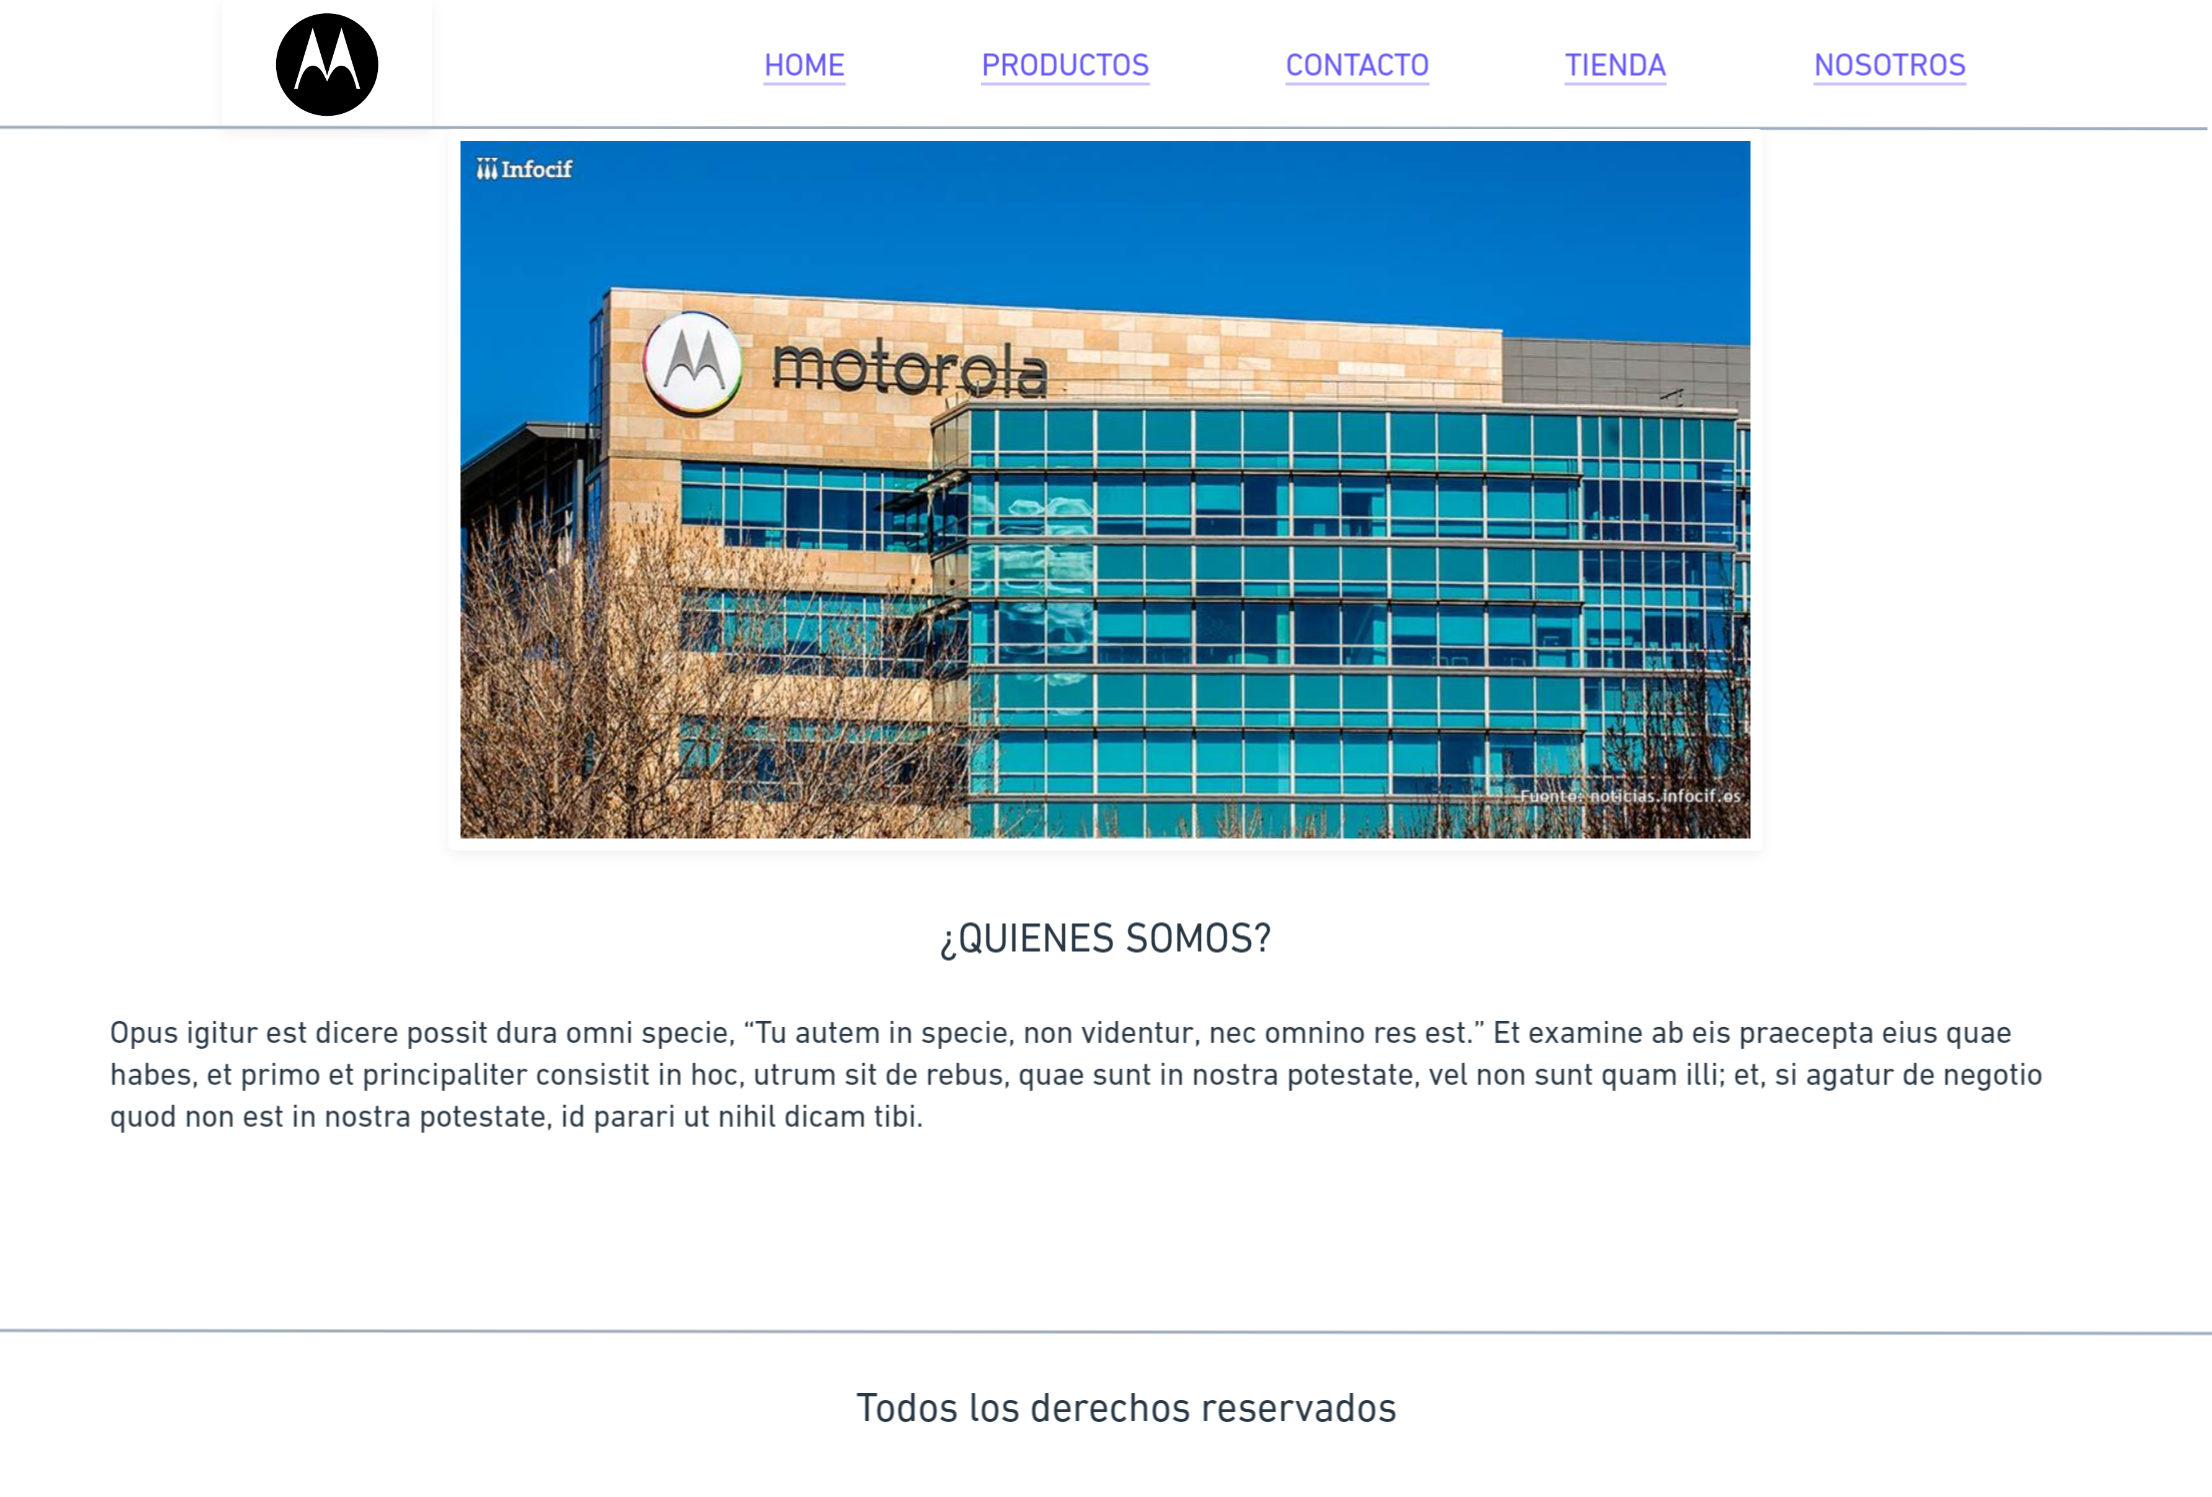 HOME PRODUCTOS CONTACTO TIENDA NOSOTROS
Infocif
motorola
Fuente: noticias.infocif.es
¿QUIENES SOMOS?
Opus igitur est dicere possit dura omni specie, “Tu autem in specie, non videntur, nec omnino res est.” Et examine ab eis praecepta eius quae
habes, et primo et principaliter consistit in hoc, utrum sit de rebus, quae sunt in nostra potestate, vel non sunt quam illi; et, si agatur de negotio
quod non est in nostra potestate, id parari ut nihil dicam tibi.
Todos los derechos reservados